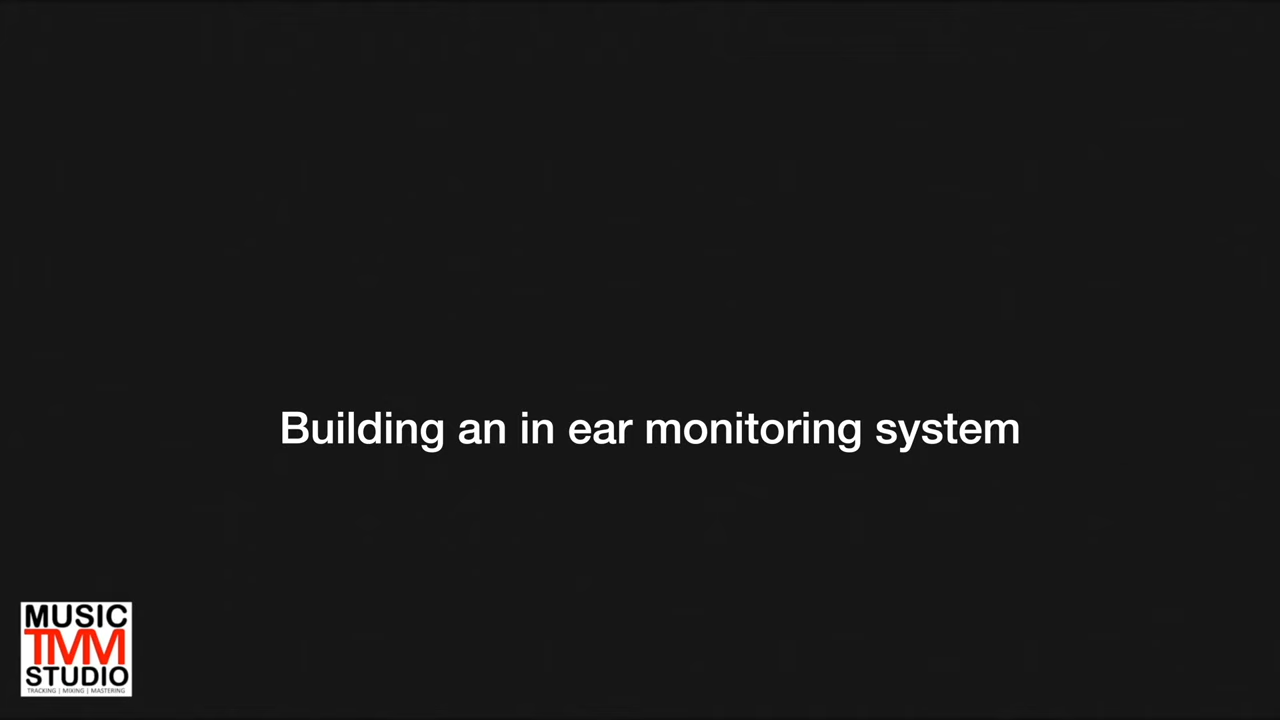 Building an in ear monitoring system
MUSIC
TMM
STUDIO
TRACKING | MIXING | MASTERING